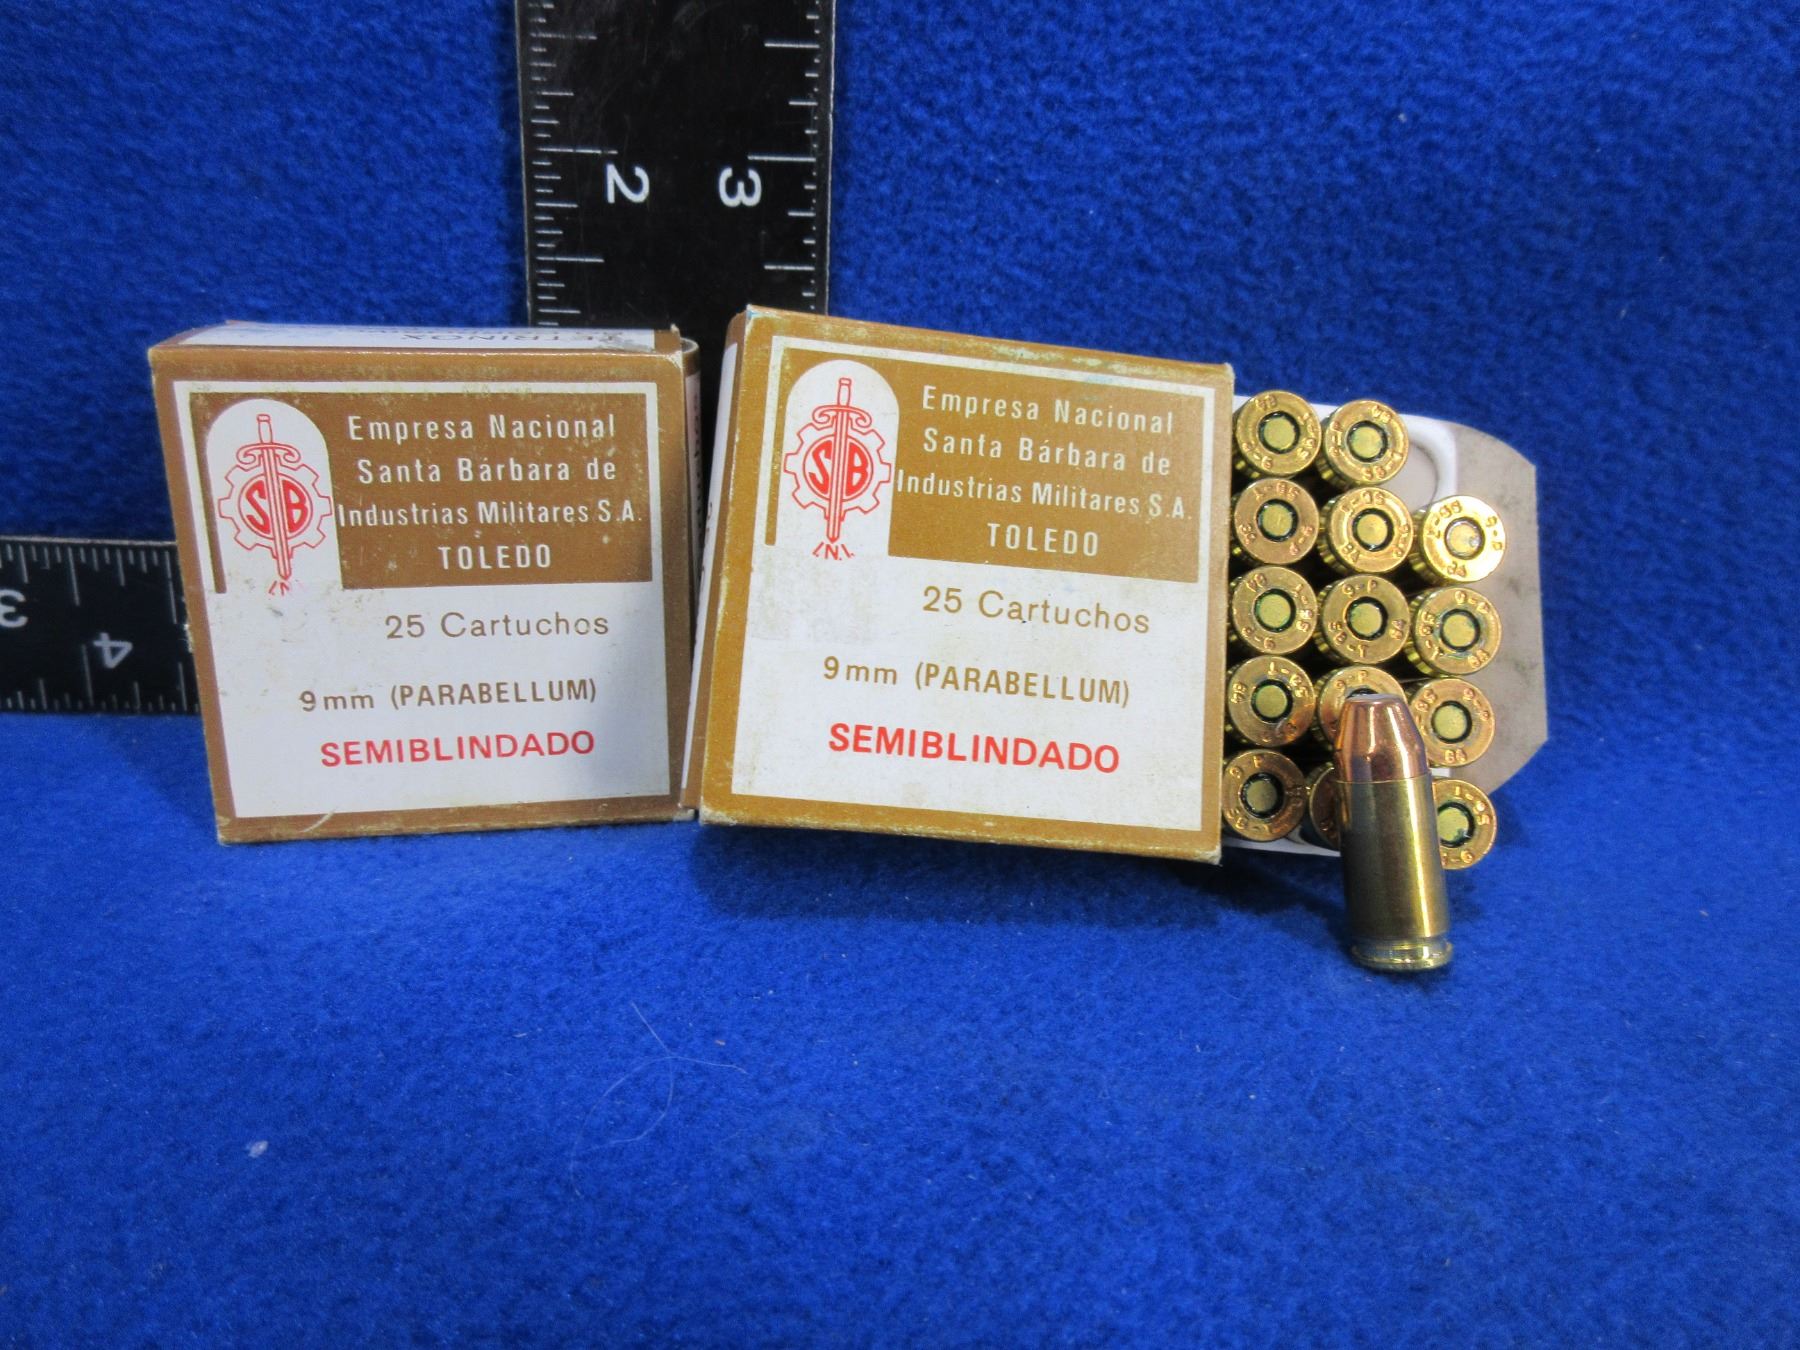 2 3
3 4
PETRINOX
SB
I.N.I.
Empresa Nacional
Santa Bárbara de
Industrias Militares S.A.
TOLEDO
25 Cartuchos
9mm (PARABELLUM)
SEMIBLINDADO
SB
I.N.I.
Empresa Nacional
Santa Bárbara de
Industrias Militares S.A.
TOLEDO
25 Cartuchos
9mm (PARABELLUM)
SEMIBLINDADO